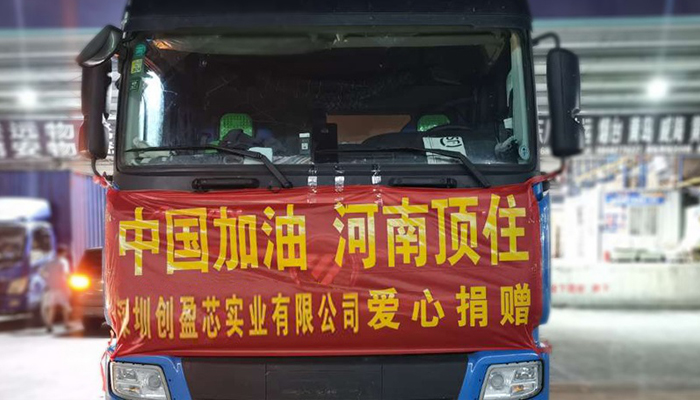 中国加油 河南顶住
深圳创盈芯实业有限公司 爱心捐赠